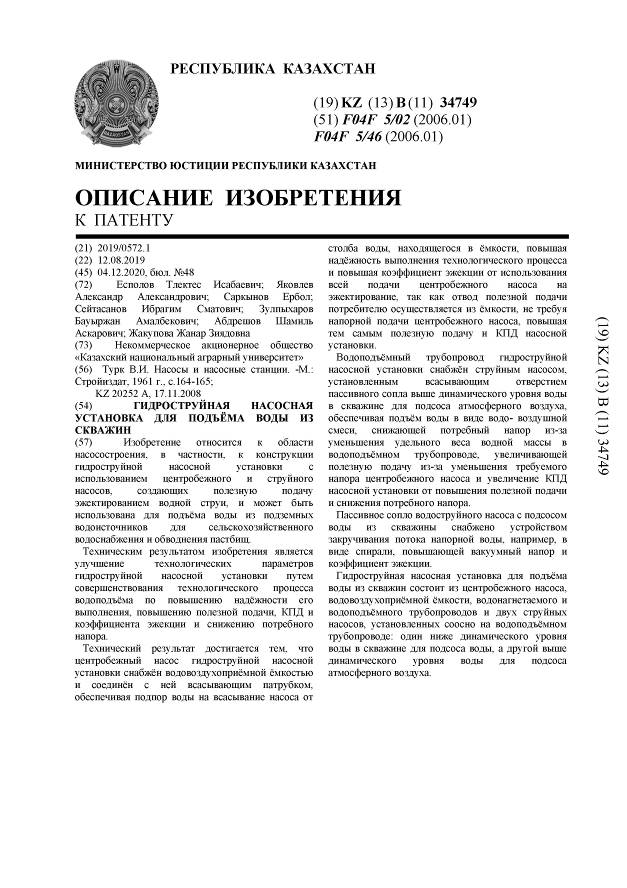 РЕСПУБЛИКА КАЗАХСТАН
(19) KZ (13) B (11) 34749
(51) F04F 5/02 (2006.01)
F04F 5/46 (2006.01)
МИНИСТЕРСТВО ЮСТИЦИИ РЕСПУБЛИКИ КАЗАХСТАН
ОПИСАНИЕ ИЗОБРЕТЕНИЯ
К ПАТЕНТУ
(21) 2019/0572.1
(22) 12.08.2019
(45) 04.12.2020, бюл. №48
(72) Есполов Тлектес Исабаевич; Яковлев
Александр Александрович; Саркынов Ербол;
Сейтасанов Ибрагим Сматович; Зулпыхаров
Бауыржан Амалбекович; Абдрешов Шамиль
Аскарович; Жакупова Жанар Зиядовна
(73) Некоммерческое акционерное общество
«Казахский национальный аграрный университет»
(56) Турк В.И. Насосы и насосные станции. -М.:
Стройиздат, 1961 г., с.164-165;
KZ 20252 A, 17.11.2008
(54) ГИДРОСТРУЙНАЯ НАСОСНАЯ
УСТАНОВКА ДЛЯ ПОДЪЁМА ВОДЫ ИЗ
СКВАЖИН
(57) Изобретение относится к области
насосостроения, в частности, к конструкции
гидроструйной насосной установки с
использованием центробежного и струйного
насосов, создающих полезную подачу
эжектированием водной струи, и может быть
использована для подъёма воды из подземных
водоисточников для сельскохозяйственного
водоснабжения и обводнения пастбищ.
Техническим результатом изобретения является
улучшение технологических параметров
гидроструйной насосной установки путем
совершенствования технологического процесса
водоподъёма по повышению надёжности его
выполнения, повышению полезной подачи, КПД и
коэффициента эжекции и снижению потребного
напора.
Технический результат достигается тем, что
центробежный насос гидроструйной насосной
установки снабжён водовоздухоприёмной ёмкостью
и соединён с ней всасывающим патрубком,
обеспечивая подпор воды на всасывание насоса от
столба воды, находящегося в ёмкости, повышая
надёжность выполнения технологического процесса
и повышая коэффициент эжекции от использования
всей подачи центробежного насоса на
эжектирование, так как отвод полезной подачи
потребителю осуществляется из ёмкости, не требуя
напорной подачи центробежного насоса, повышая
тем самым полезную подачу и КПД насосной
установки.
Водоподъёмный трубопровод гидроструйной
насосной установки снабжён струйным насосом,
установленным всасывающим отверстием
пассивного сопла выше динамического уровня воды
в скважине для подсоса атмосферного воздуха,
обеспечивая подъём воды в виде водо- воздушной
смеси, снижающей потребный напор из-за
уменьшения удельного веса водной массы в
водоподъёмном трубопроводе, увеличивающей
полезную подачу из-за уменьшения требуемого
напора центробежного насоса и увеличение КПД
насосной установки от повышения полезной подачи
и снижения потребного напора.
Пассивное сопло водоструйного насоса с подсосом
воды из скважины снабжено устройством
закручивания потока напорной воды, например, в
виде спирали, повышающей вакуумный напор и
коэффициент эжекции.
Гидроструйная насосная установка для подъёма
воды из скважин состоит из центробежного насоса,
водовоздухоприёмной ёмкости, водонагнетаемого и
водоподъёмного трубопроводов и двух струйных
насосов, установленных соосно на водоподъёмном
трубопроводе: один ниже динамического уровня
воды в скважине для подсоса воды, а другой выше
динамического уровня воды для подсоса
атмосферного воздуха.
(19) KZ (13) B (11) 34749